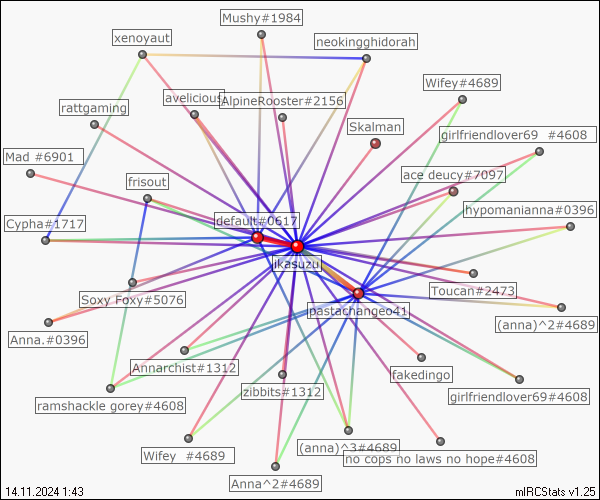 Mushy#1984
xenoyaut
neokingghidorah
Wifey#4689
avelicious
AlpineRooster#2156
rattgaming
Skalman
girlfriendlover69 #4608
Mad #6901
ace deucy#7097
frisout
hypomanianna#0396
Cypha#1717
default#0617
jkasuzu
Toucan#2473
Soxy Foxy#5076
pastachangeo41
(anna)^2#4689
Anna.#0396
Annarchist#1312
fakedingo
zibbits#1312
girlfriendlover69#4608
ramshackle gorey#4608
(anna)^3#4689
Wifey #4689
no cops no laws no hope#4608
Anna^2#4689
14.11.2024 1:43
mIRCStats v1.25